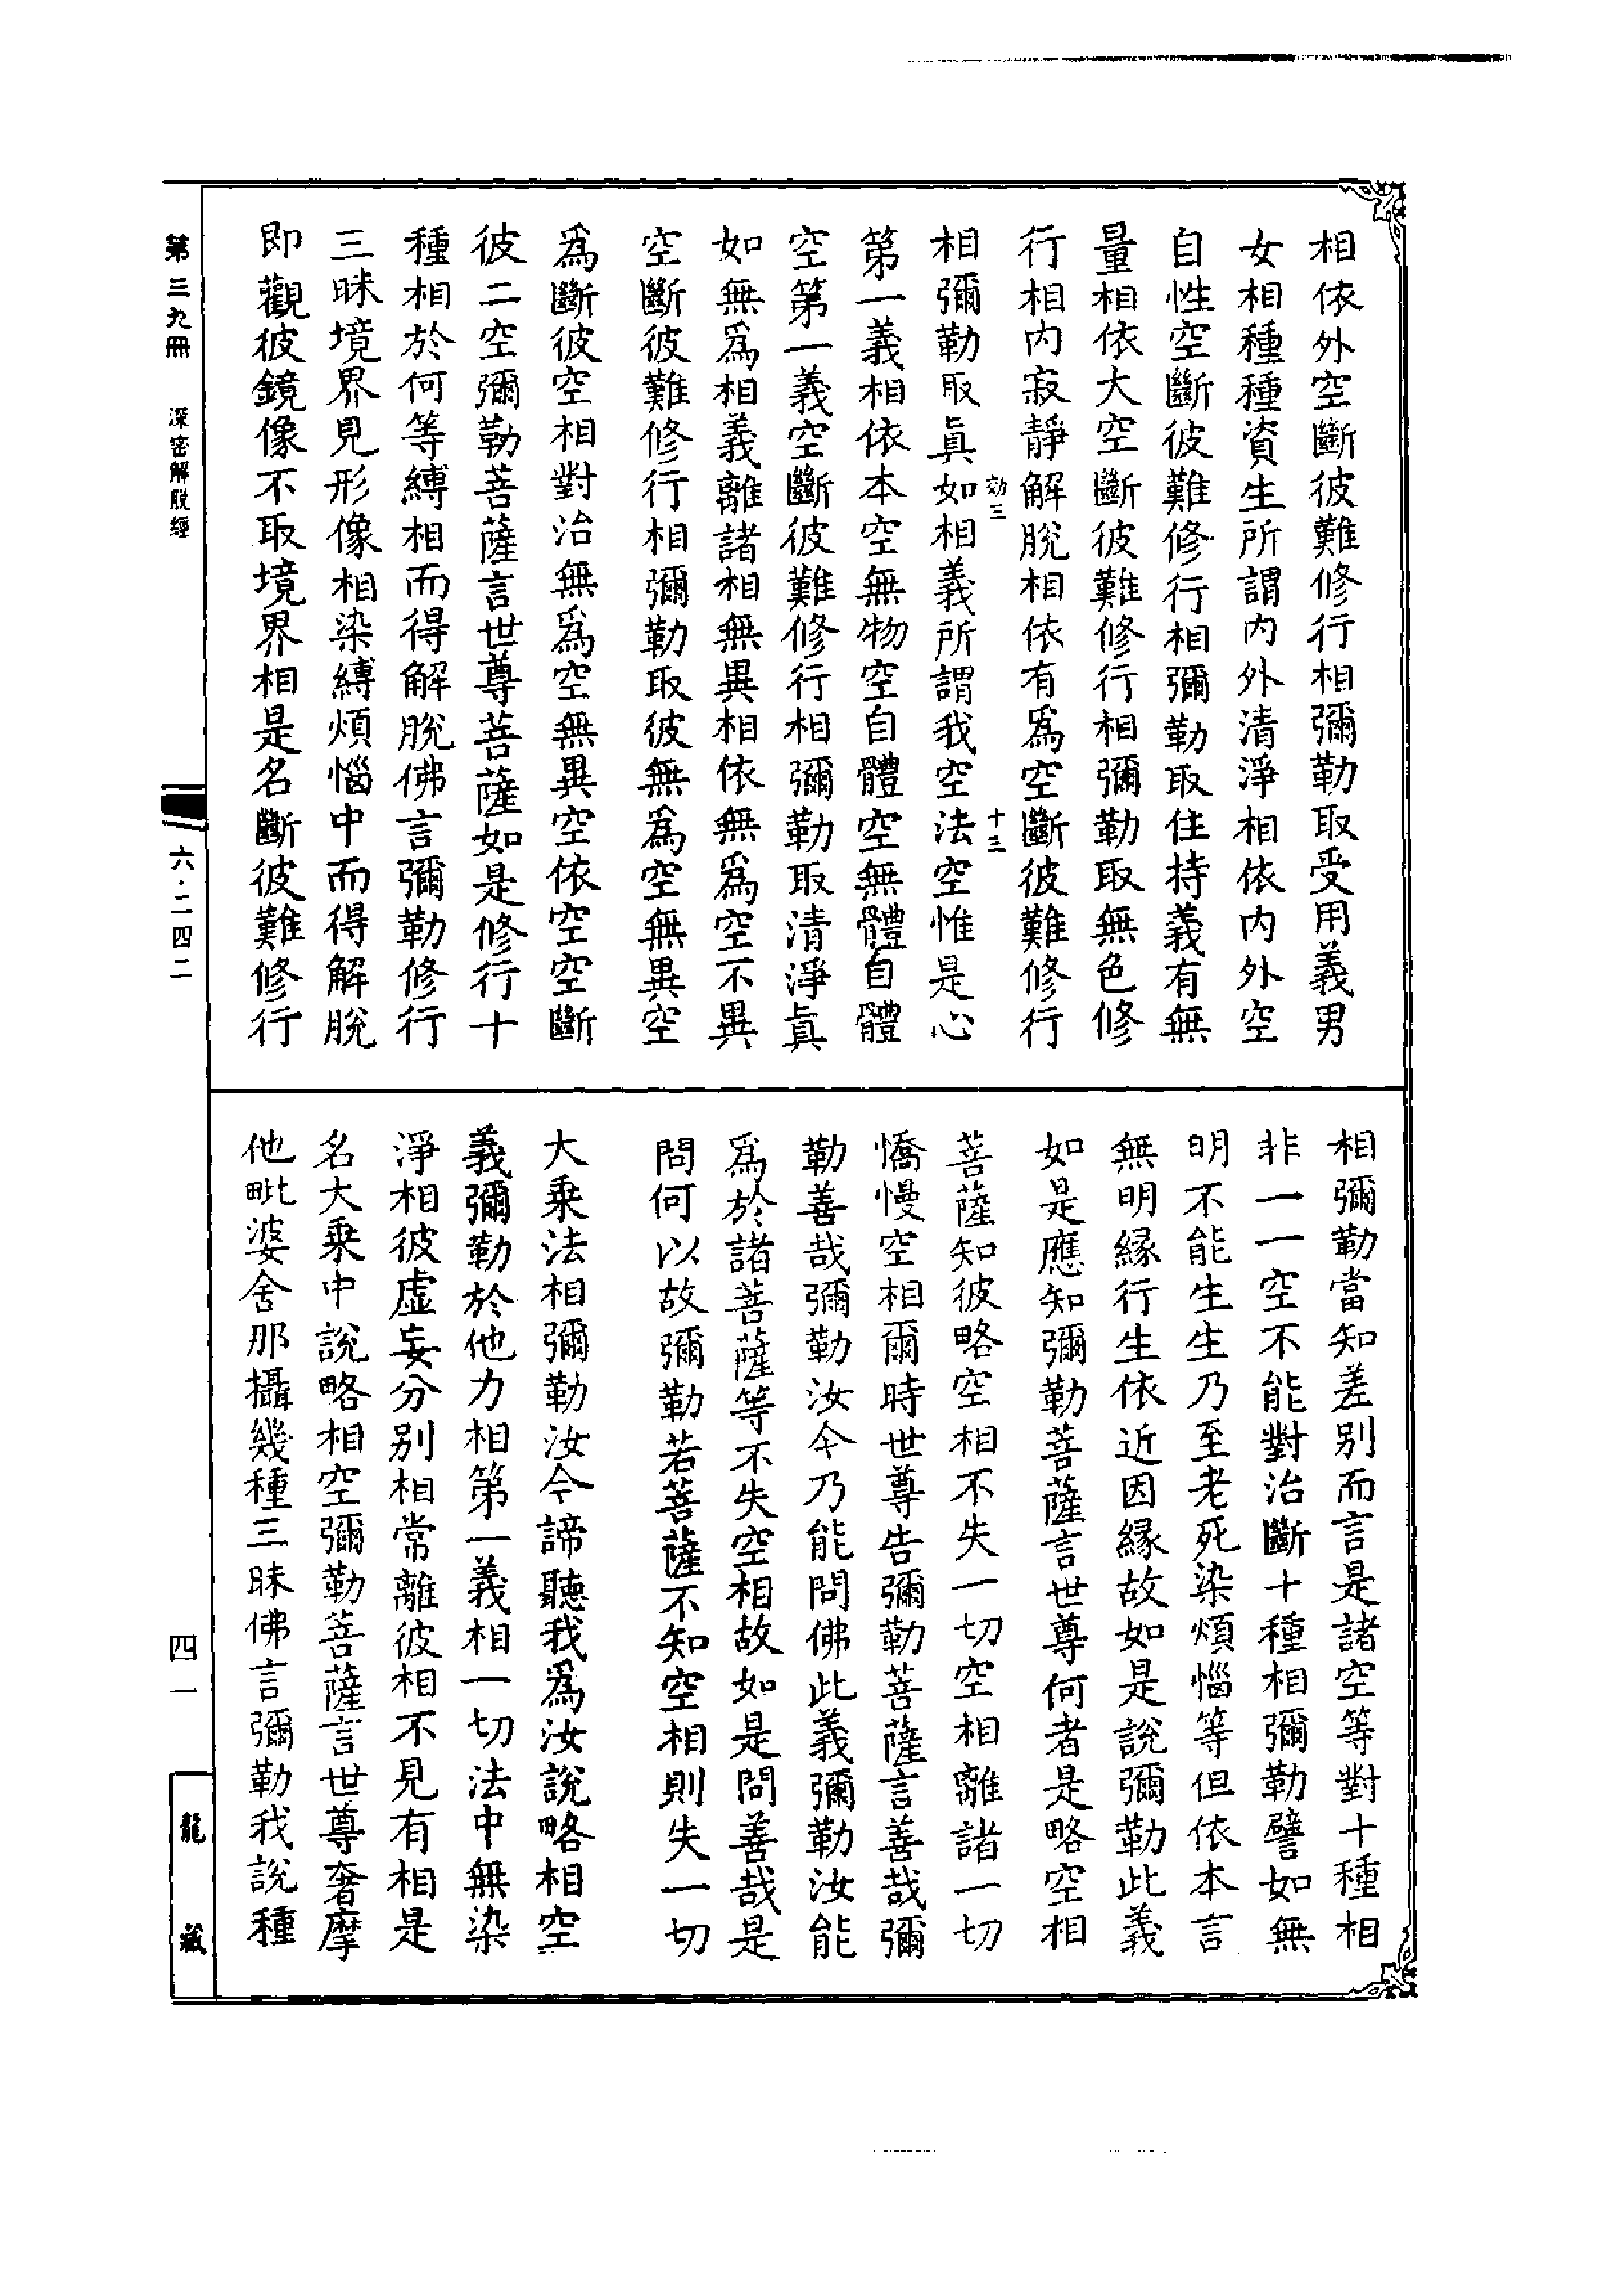 相依外空斷彼難修行相彌勒取受用義男
女相種種資生所謂內外清淨相依內外空
自性空斷彼難修行相彌勒取住持義有無
量相依大空斷彼難修行相彌勒取無色修
行相內寂靜解脫相依有爲空斷彼難修行
効三
十三
相彌勒取眞如相義所謂我空法空惟是心
第一義相依本空無物空自體空無體自體
空第一義空斷彼難修行相彌勒取清淨眞
如無爲相義離諸相無異相依無爲空不異
空斷彼難修行相彌勒取彼無爲空無異空
爲斷彼空相對治無爲空無異空依空空斷
彼二空彌勒菩薩言世尊菩薩如是修行十
種相於何等縛相而得解脫佛言彌勒修行
三昧境界見形像相染縛煩惱中而得解脫
即觀彼鏡像不取境界相是名斷彼難修行
相彌勒當知差别而言是諸空等對十種相
非一一空不能對治斷十種相彌勒譬如無
明不能生生乃至老死染煩惱等但依本言
無明緣行生依近因緣故如是說彌勒此義
如是應知彌勒菩薩言世尊何者是略空相
菩薩知彼略空相不失一切空相離諸一切
憍慢空相爾時世尊告彌勒菩薩言善哉彌
勒善哉彌勒汝今乃能問佛此義彌勒汝能
爲於諸菩薩等不失空相故如是問善哉是
問何以故彌勒若菩薩不知空相則失一切
大乘法相彌勒汝今諦聽我爲汝說略相空
義彌勒於他力相第一義相一切法中無染
淨相彼虛妄分别相常離彼相不見有相是
名大乘中說略相空彌勒菩薩言世尊奢摩
他毗婆舍那攝幾種三昧佛言彌勒我說種
第三九冊 深密解脫經
六·二四二
四一
龍藏